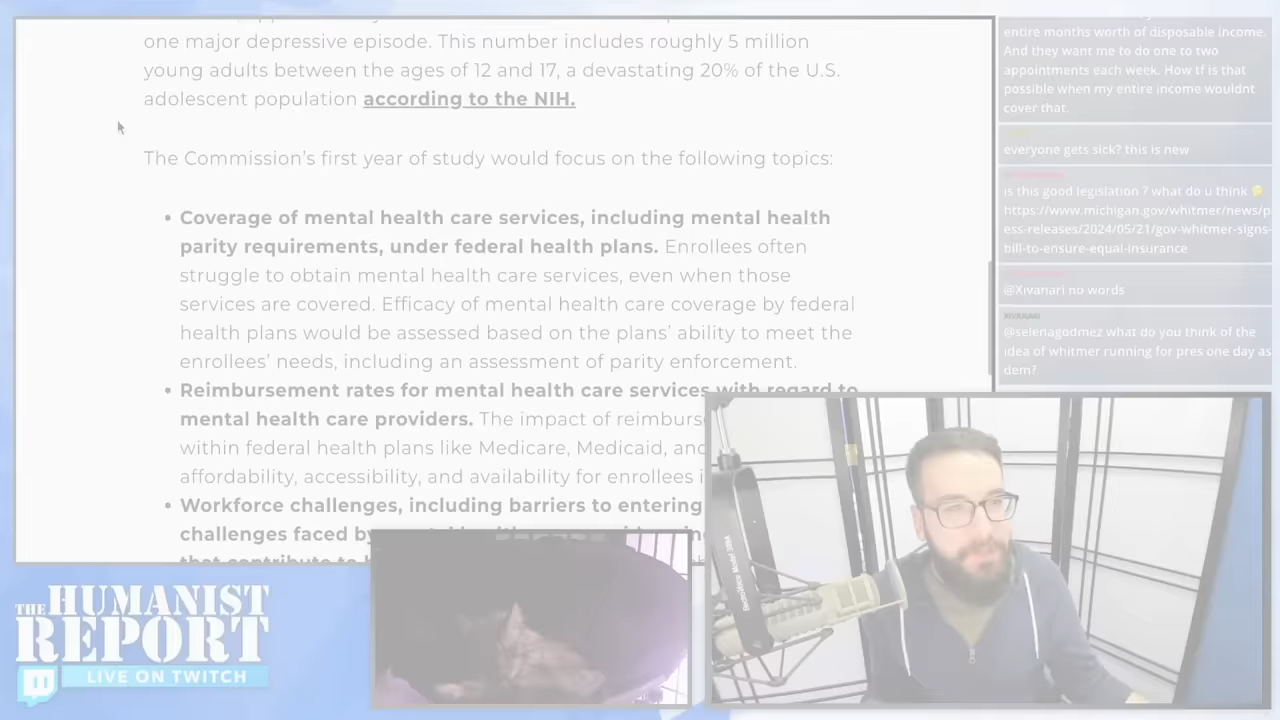 one major depressive episode. This number includes roughly 5 million
young adults between the ages of 12 and 17, a devastating 20% of the U.S.
adolescent population according to the NIH.
The Commission's first year of study would focus on the following topics:
• Coverage of mental health care services, including mental health
parity requirements, under federal health plans. Enrollees often
struggle to obtain mental health care services, even when those
services are covered. Efficacy of mental health care coverage by federal
health plans would be assessed based on the plans' ability to meet the
enrollees' needs, including an assessment of parity enforcement.
• Reimbursement rates for mental health care services with regard to
mental health care providers. The impact of reimburse
within federal health plans like Medicare, Medicaid, and
affordability, accessibility, and availability for enrollees i
• Workforce challenges, including barriers to entering
challenges faced by
that contribute to
entire months worth of disposable income.
And they want me to do one to two
appointments each week. How tf is that
possible when my entire income wouldnt
cover that.
everyone gets sick? this is new
is this good legislation ? what do u think 🤔
https://www.michigan.gov/whitmer/news/p
ess-releases/2024/05/21/gov-whitmer-signs-
bill-to-ensure-equal-insurance
@Xivanari no words
XIVANARI
@selenagodmez what do you think of the
idea of whitmer running for pres one day as
dem?
THE HUMANIST
REPORT
LIVE ON TWITCH